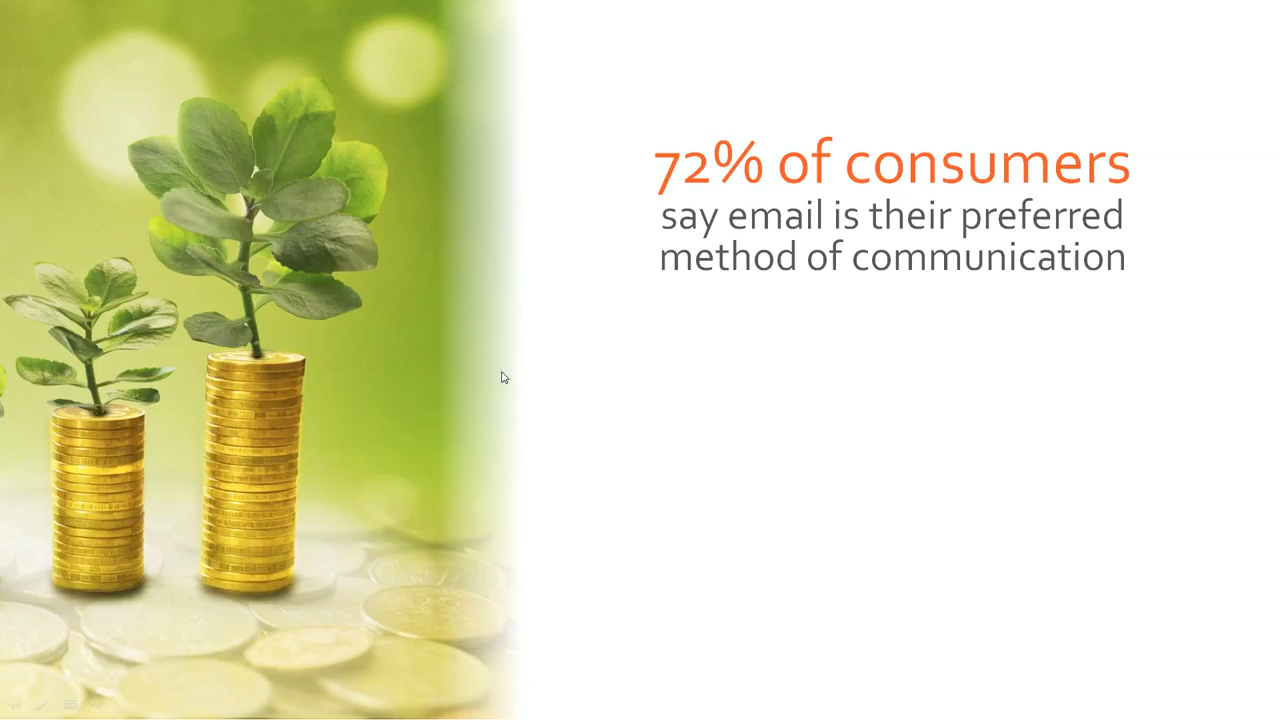 72% of consumers
say email is their preferred
method of communication